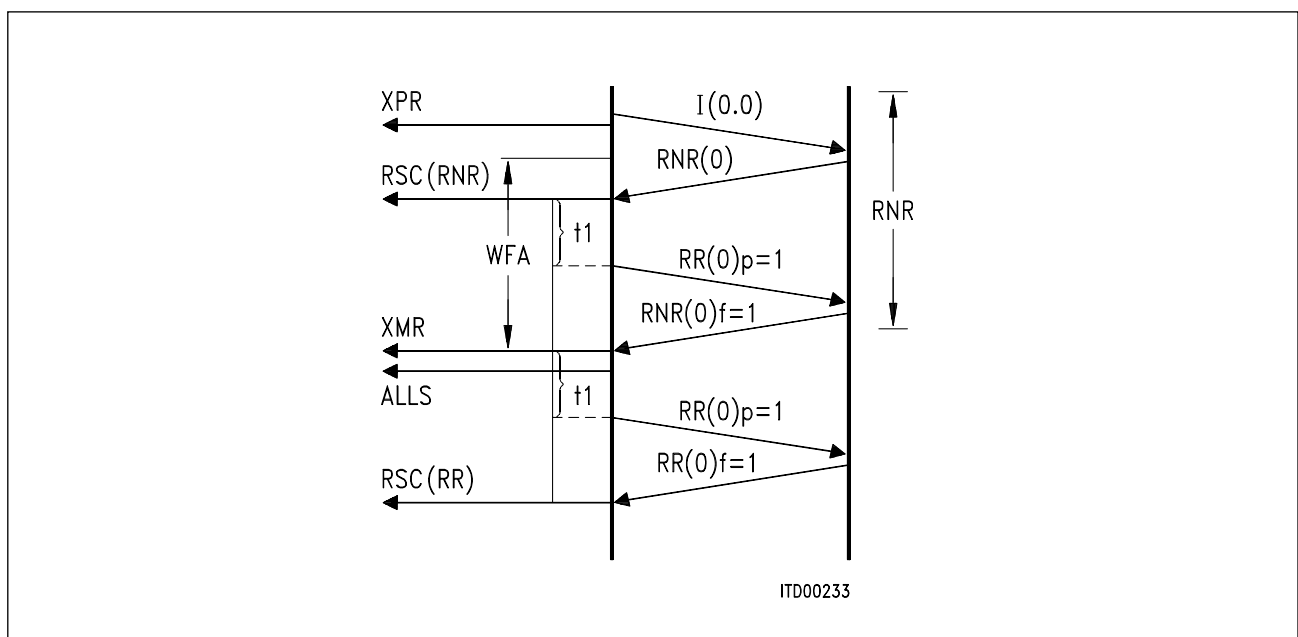 XPR
I(0.0)
RNR(0)
RSC(RNR)
t1
RNR
WFA
RR(0)p=1
RNR(0)f=1
XMR
ALLS
t1
RR(0)p=1
RR(0)f=1
RSC(RR)
ITD00233